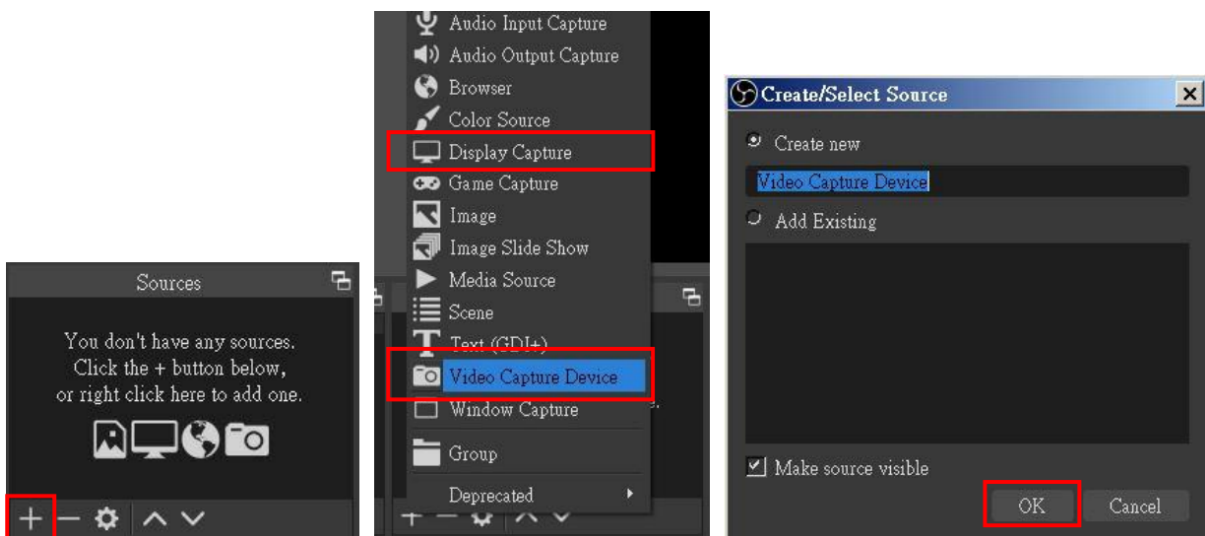 Sources
You don't have any sources.
Click the + button below,
or right click here to add one.
Audio Input Capture
Audio Output Capture
Browser
Color Source
Display Capture
Game Capture
Image
Image Slide Show
Media Source
Scene
Text (GDI+)
Video Capture Device
Window Capture
Group
Deprecated
Create/Select Source
Create new
Video Capture Device
Add Existing
Make source visible
OK Cancel